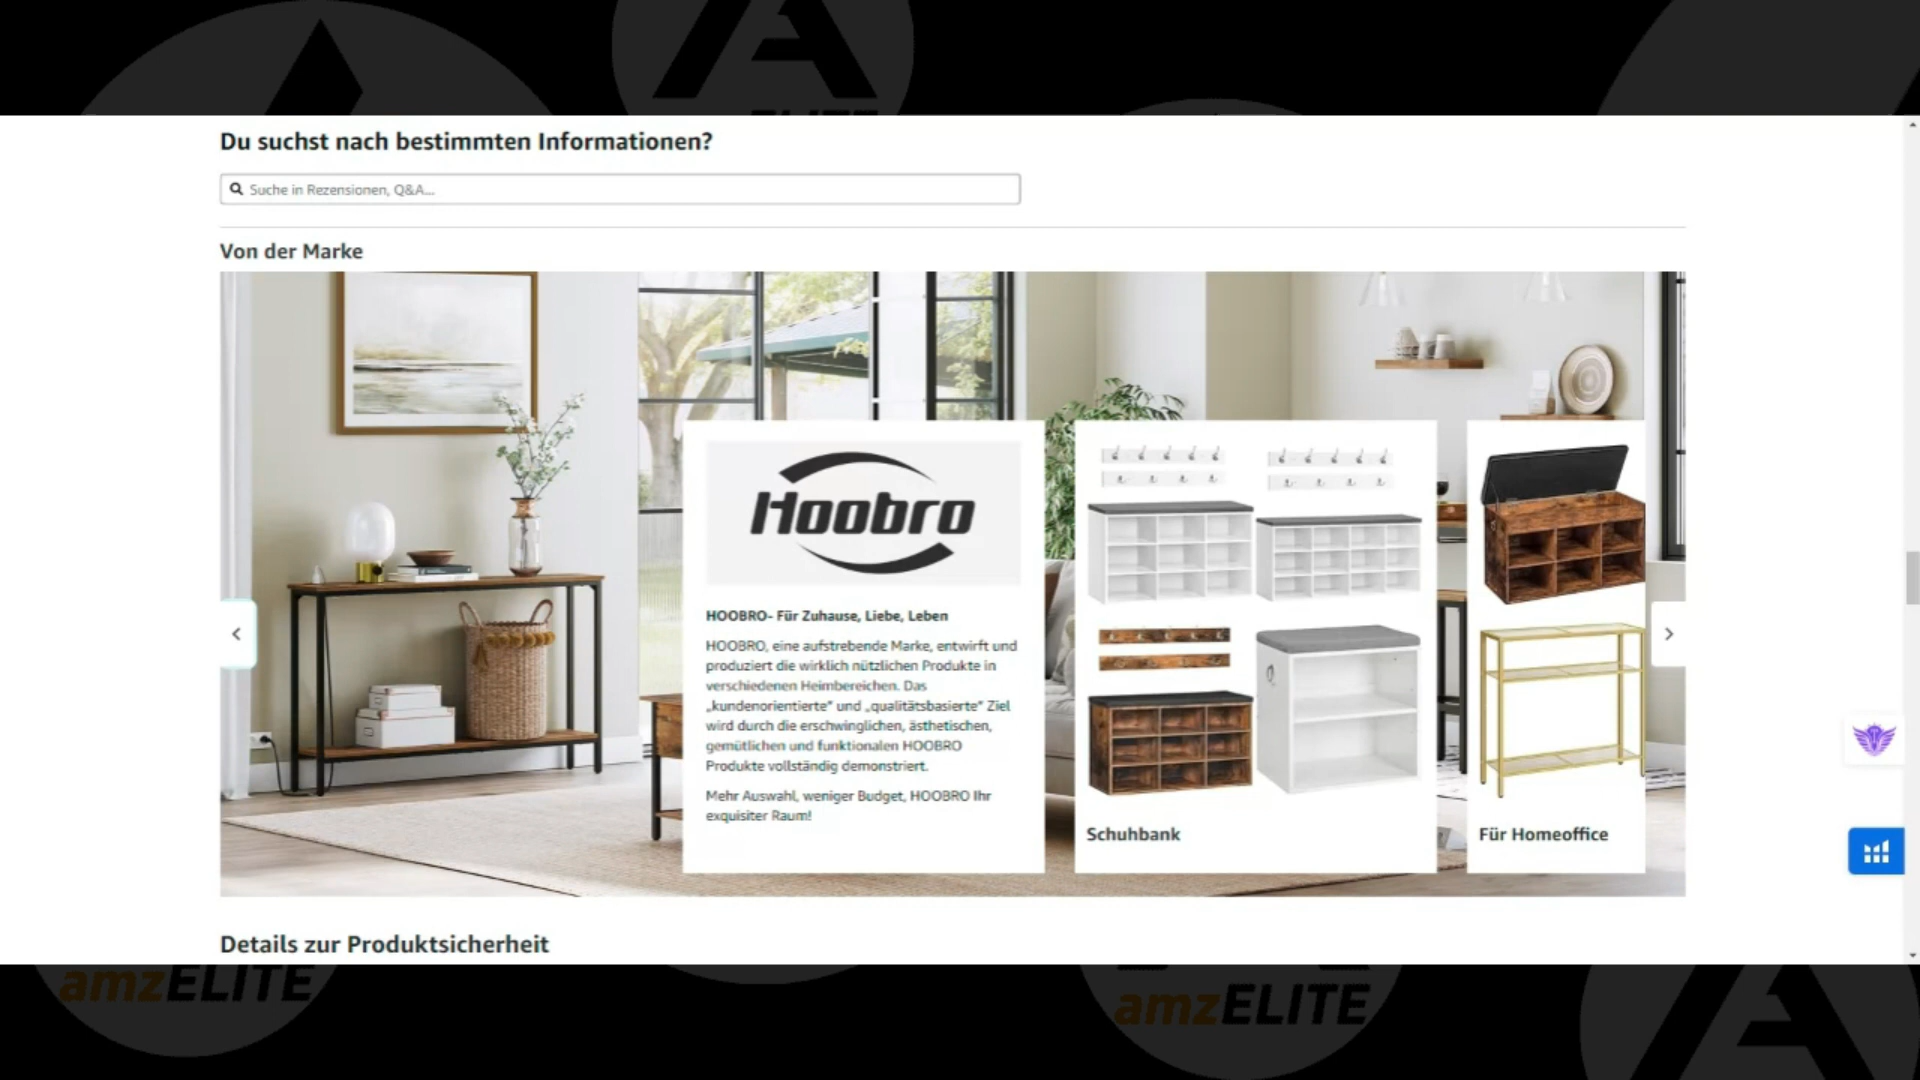 ELITE
Du suchst nach bestimmten Informationen?
Suche in Rezensionen, Q&A...
Von der Marke
Hoobro
HOOBRO- Für Zuhause, Liebe, Leben
HOOBRO, eine aufstrebende Marke, entwirft und
produziert die wirklich nützlichen Produkte in
verschiedenen Heimbereichen. Das
„kundenorientierte“ und „qualitätsbasierte“ Ziel
wird durch die erschwinglichen, ästhetischen,
gemütlichen und funktionalen HOOBRO
Produkte vollständig demonstriert.
Mehr Auswahl, weniger Budget, HOOBRO Ihr
exquisiter Raum!
Schuhbank
Für Homeoffice
Details zur Produktsicherheit
amzELITE
amzELITE